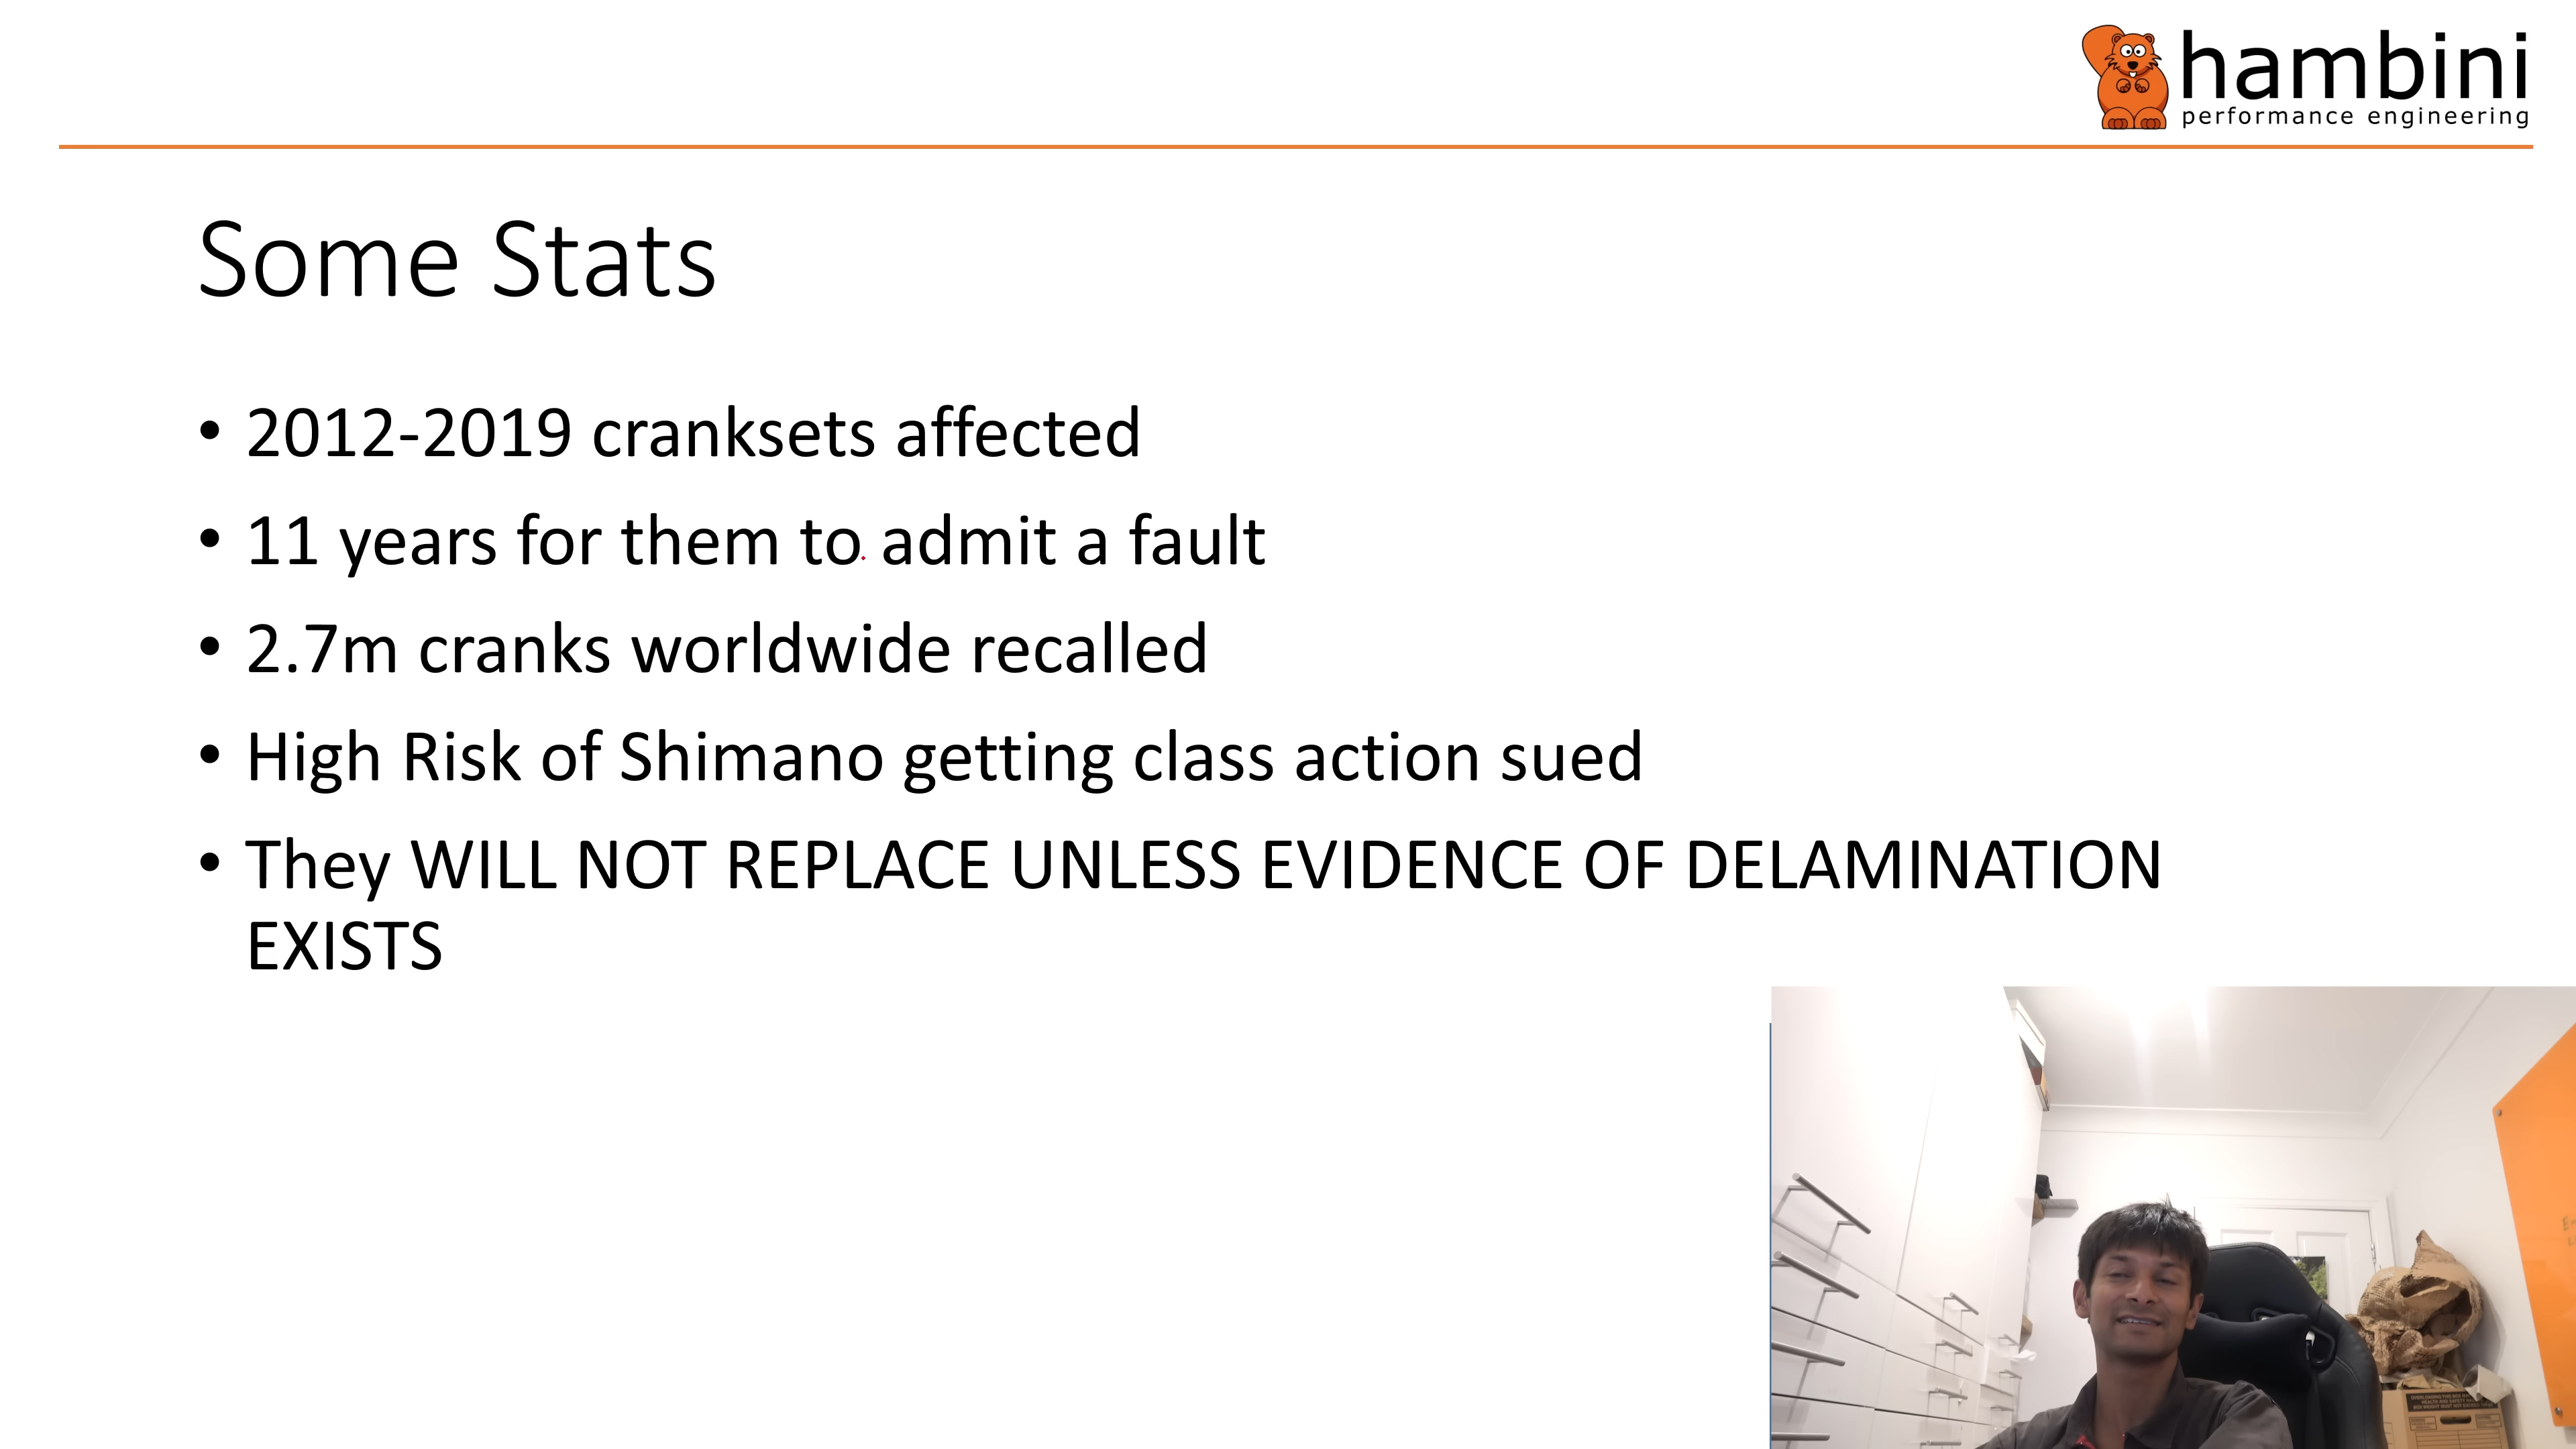 hambini
performance engineering
Some Stats
• 2012-2019 cranksets affected
• 11 years for them to admit a fault
• 2.7m cranks worldwide recalled
• High Risk of Shimano getting class action sued
• They WILL NOT REPLACE UNLESS EVIDENCE OF DELAMINATION
EXISTS